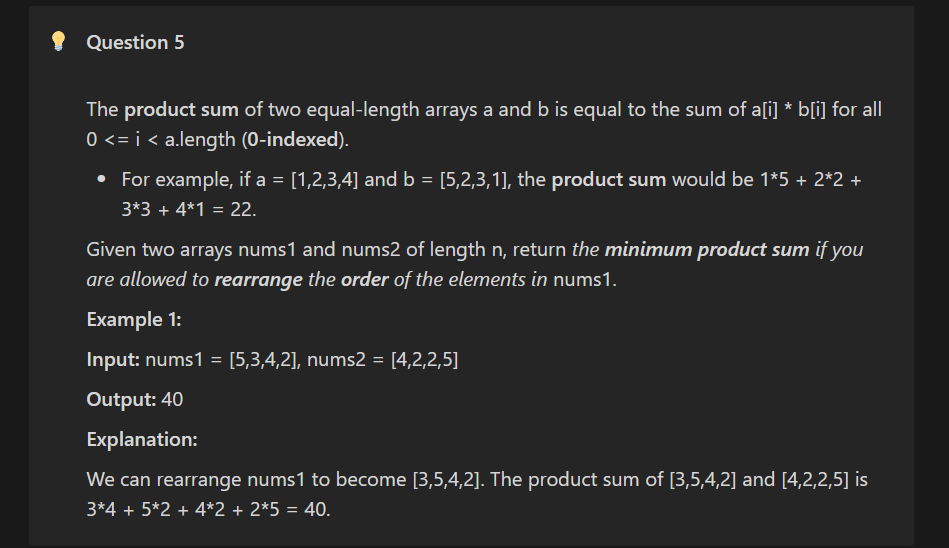 Question 5
The product sum of two equal-length arrays a and b is equal to the sum of a[i] * b[i] for all
0 <= i < a.length (0-indexed).
• For example, if a = [1,2,3,4] and b = [5,2,3,1], the product sum would be 1*5 + 2*2 +
3*3 + 4*1 = 22.
Given two arrays nums1 and nums2 of length n, return the minimum product sum if you
are allowed to rearrange the order of the elements in nums1.
Example 1:
Input: nums1 = [5,3,4,2], nums2 = [4,2,2,5]
Output: 40
Explanation:
We can rearrange nums1 to become [3,5,4,2]. The product sum of [3,5,4,2] and [4,2,2,5] is
3*4 + 5*2 + 4*2 + 2*5 = 40.